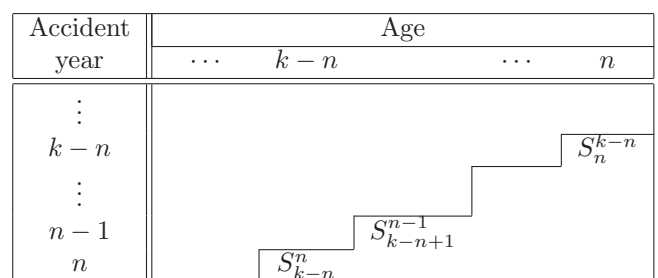 Accident Age
year ⋯ k − n ⋯ n
⋮
k − n S_n^{k−n}
⋮
n − 1 S_{k−n+1}^{n−1}
n S_{k−n}^n